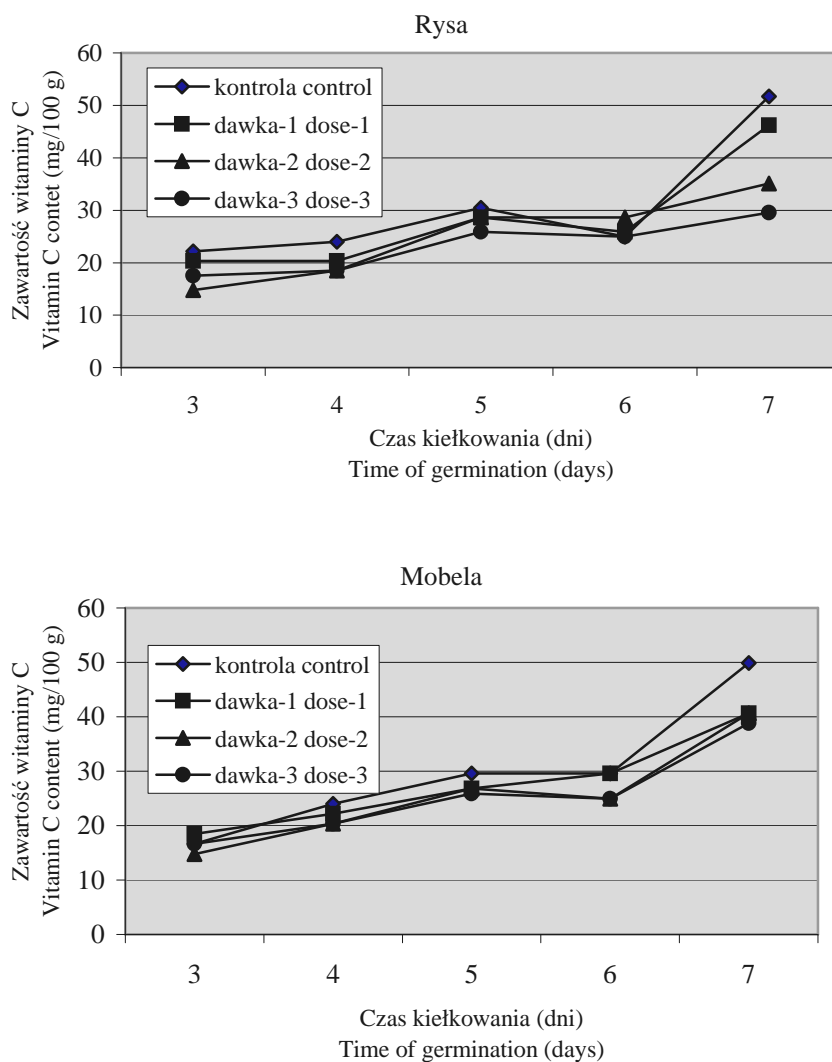 Rysa
Zawartość witaminy C
Vitamin C contet (mg/100 g)
60
50
40
30
20
10
0
kontrola control
dawka-1 dose-1
dawka-2 dose-2
dawka-3 dose-3
3 4 5 6 7
Czas kiełkowania (dni)
Time of germination (days)
Mobela
Zawartość witaminy C
Vitamin C content (mg/100 g)
60
50
40
30
20
10
0
kontrola control
dawka-1 dose-1
dawka-2 dose-2
dawka-3 dose-3
3 4 5 6 7
Czas kiełkowania (dni)
Time of germination (days)